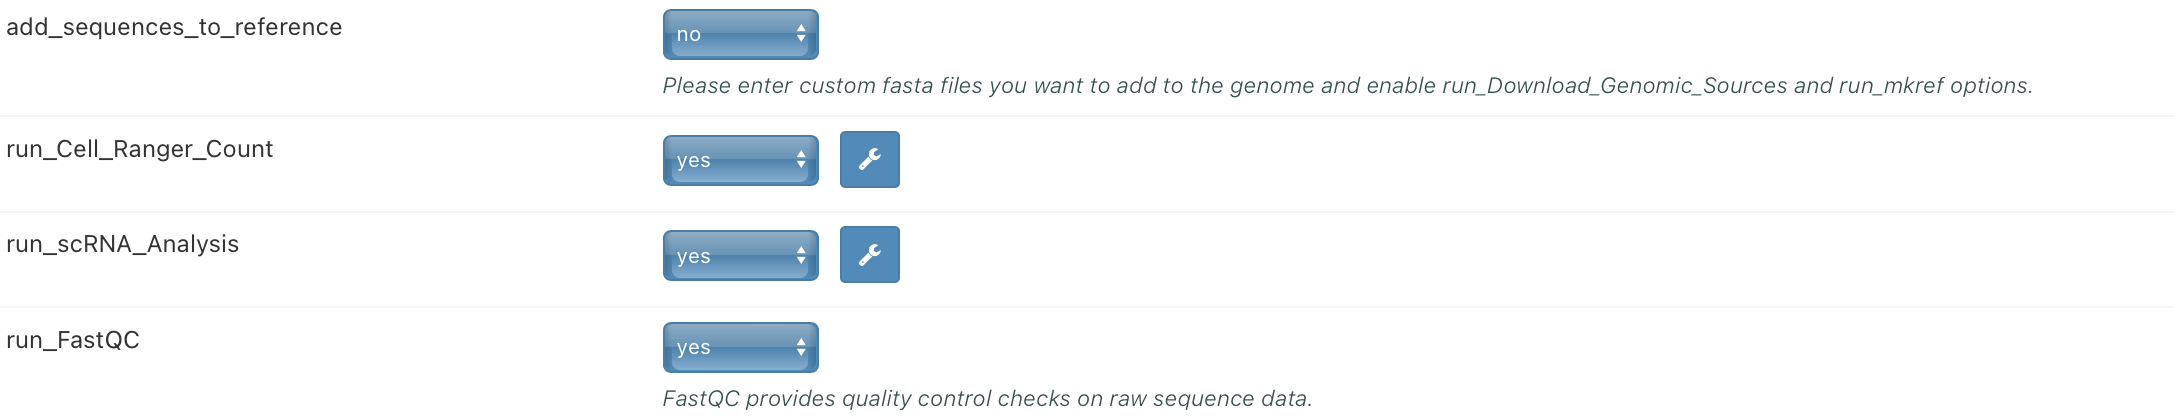 add_sequences_to_reference
no
Please enter custom fasta files you want to add to the genome and enable run_Download_Genomic_Sources and run_mkref options.
run_Cell_Ranger_Count
yes
run_scRNA_Analysis
yes
run_FastQC
yes
FastQC provides quality control checks on raw sequence data.